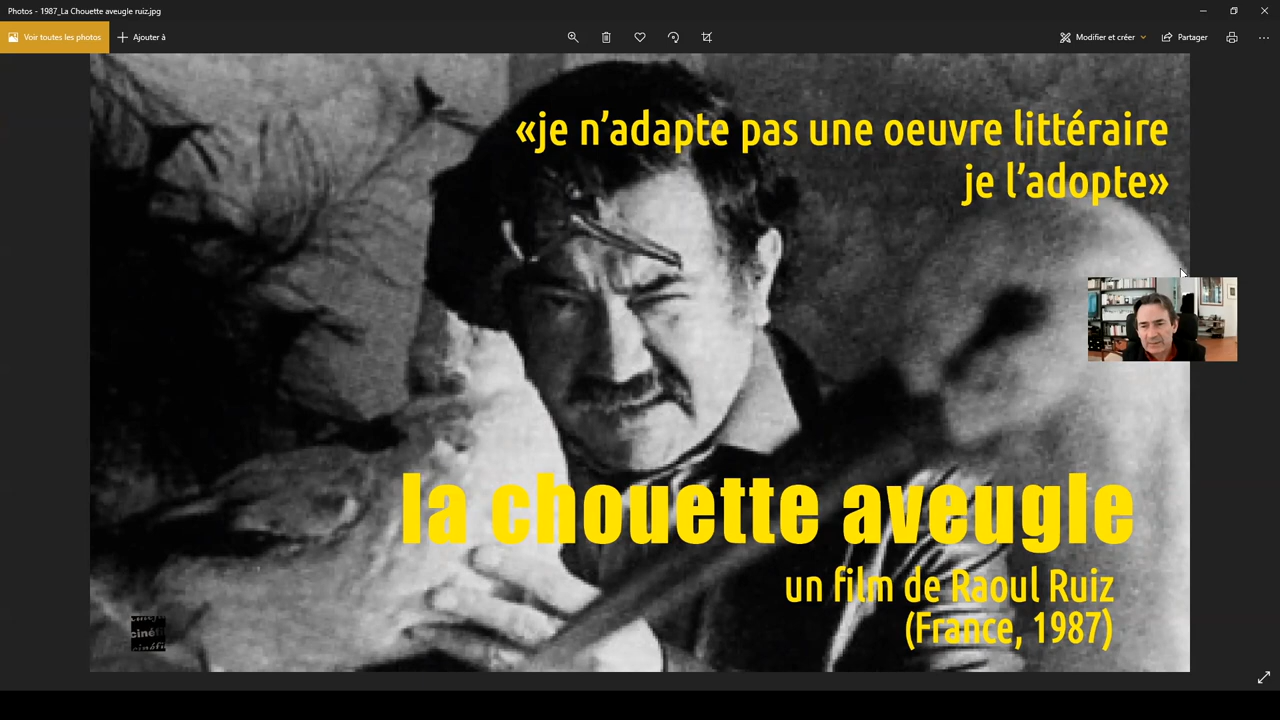 Photos - 1987_La Chouette aveugle ruiz.jpg
Voir toutes les photos
Ajouter à
Modifier et créer
Partager
«je n’adapte pas une oeuvre littéraire
je l’adopte»
la chouette aveugle
un film de Raoul Ruiz
(France, 1987)
cinéfi